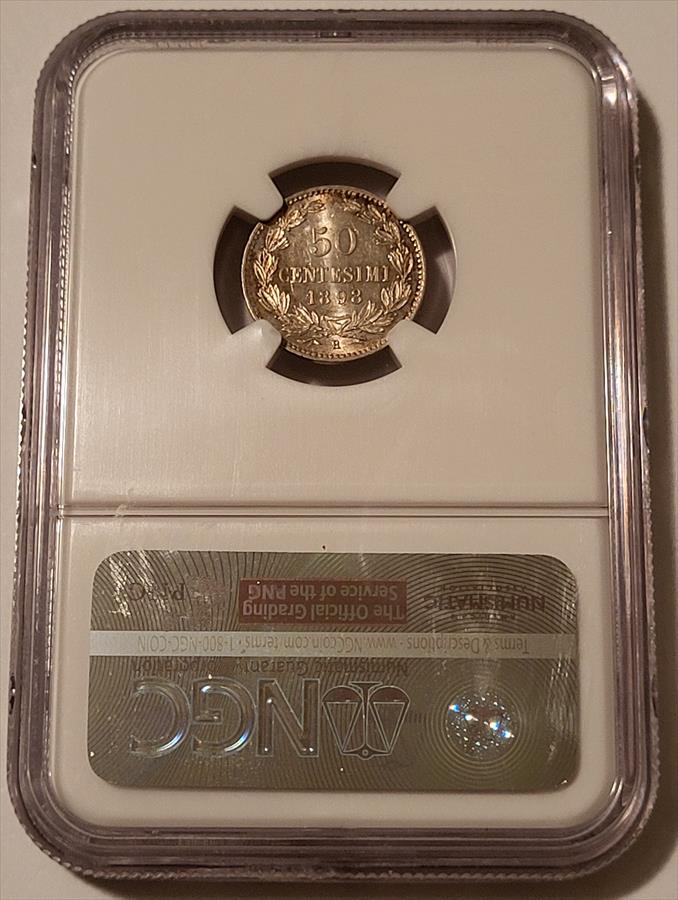 50
CENTESIMI
1898
R
NGC
Numismatic Guaranty Corporation
Terms & Descriptions - www.NGCcoin.com/terms • 1-800-NGC-COIN
The Official Grading
Service of the PNG
NUMISMATIC